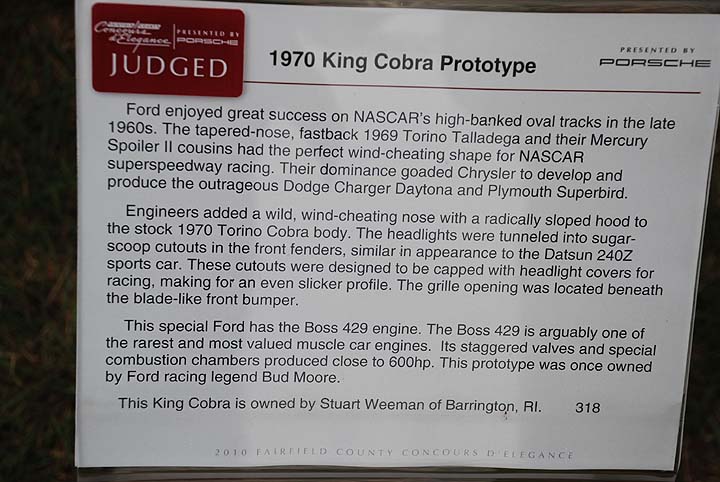 FAIRFIELD COUNTY
Concours
d'Elegance
PRESENTED BY
PORSCHE
JUDGED
1970 King Cobra Prototype
PRESENTED BY
PORSCHE
Ford enjoyed great success on NASCAR's high-banked oval tracks in the late
1960s. The tapered-nose, fastback 1969 Torino Talladega and their Mercury
Spoiler II cousins had the perfect wind-cheating shape for NASCAR
superspeedway racing. Their dominance goaded Chrysler to develop and
produce the outrageous Dodge Charger Daytona and Plymouth Superbird.
Engineers added a wild, wind-cheating nose with a radically sloped hood to
the stock 1970 Torino Cobra body. The headlights were tunneled into sugar-
scoop cutouts in the front fenders, similar in appearance to the Datsun 240Z
sports car. These cutouts were designed to be capped with headlight covers for
racing, making for an even slicker profile. The grille opening was located beneath
the blade-like front bumper.
This special Ford has the Boss 429 engine. The Boss 429 is arguably one of
the rarest and most valued muscle car engines. Its staggered valves and special
combustion chambers produced close to 600hp. This prototype was once owned
by Ford racing legend Bud Moore.
This King Cobra is owned by Stuart Weeman of Barrington, RI. 318
2010 FAIRFIELD COUNTY CONCOURS D'ELEGANCE